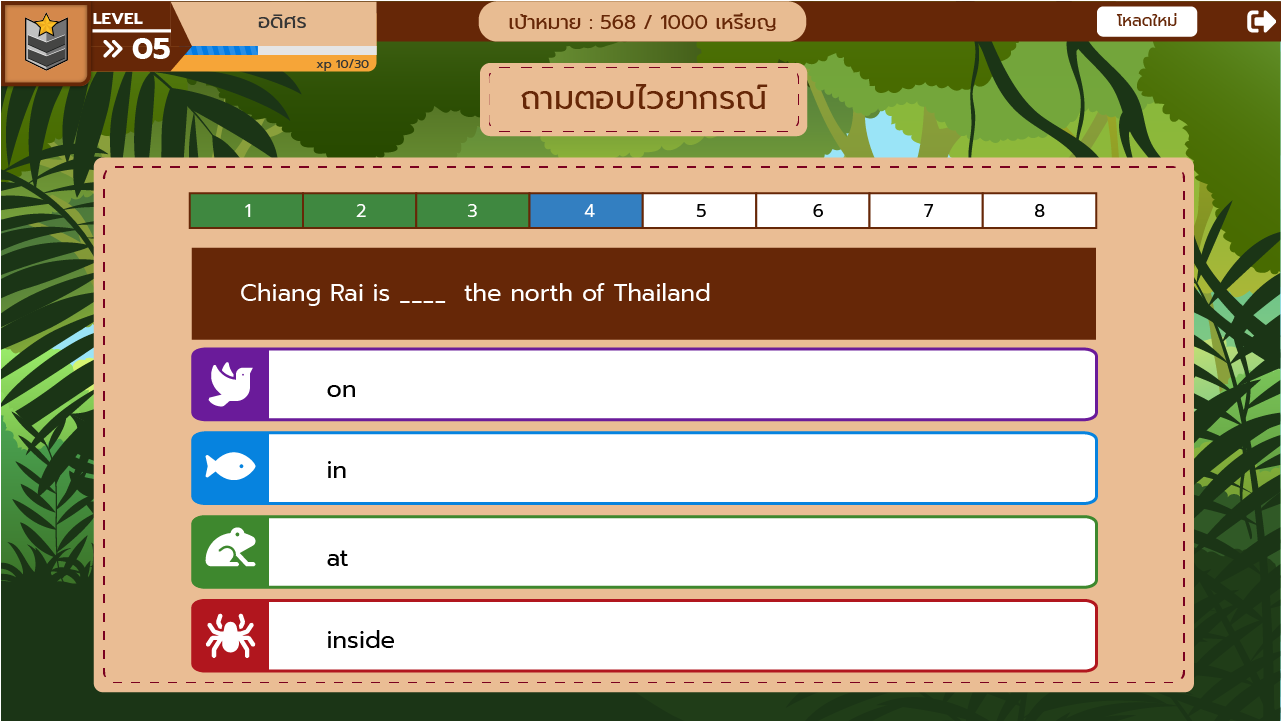 LEVEL
05
อดิศร
xp 10/30
เป้าหมาย : 568 / 1000 เหรียญ
โหลดใหม่
ถามตอบไวยากรณ์
1 2 3 4 5 6 7 8
Chiang Rai is ____ the north of Thailand
on
in
at
inside